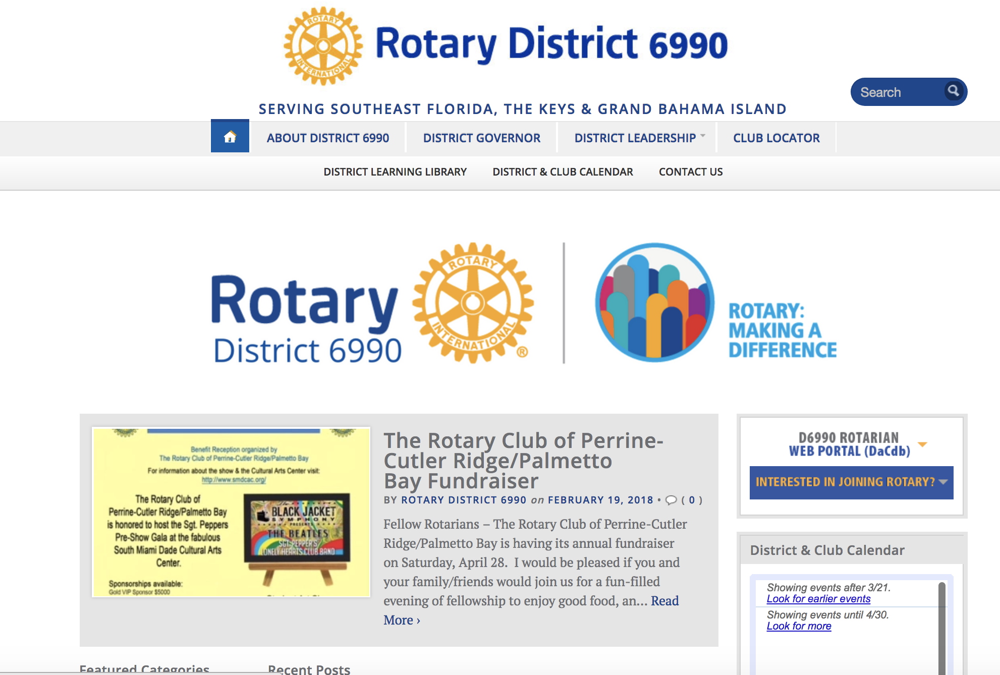 ROTARY
INTERNATIONAL
Rotary District 6990
Search
SERVING SOUTHEAST FLORIDA, THE KEYS & GRAND BAHAMA ISLAND
ABOUT DISTRICT 6990
DISTRICT GOVERNOR
DISTRICT LEADERSHIP
CLUB LOCATOR
DISTRICT LEARNING LIBRARY
DISTRICT & CLUB CALENDAR
CONTACT US
Rotary
District 6990
ROTARY
INTERNATIONAL
®
ROTARY:
MAKING A
DIFFERENCE
Benefit Reception organized by
The Rotary Club of Perrine-Cutler Ridge/Palmetto Bay
For information about the show & the Cultural Arts Center visit:
http://www.smdcac.org/
The Rotary Club of
Perrine-Cutler Ridge/Palmetto Bay
is honored to host the Sgt. Peppers
Pre-Show Gala at the fabulous
South Miami Dade Cultural Arts
Center.
Sponsorships available:
Gold VIP Sponsor $5000
BLACK JACKET
SYMPHONY
PRESENTS
THE BEATLES
SGT. PEPPER'S
LONELY HEARTS CLUB BAND
The Rotary Club of Perrine-
Cutler Ridge/Palmetto
Bay Fundraiser
BY ROTARY DISTRICT 6990 on FEBRUARY 19, 2018 • ( 0 )
Fellow Rotarians – The Rotary Club of Perrine-Cutler
Ridge/Palmetto Bay is having its annual fundraiser
on Saturday, April 28.  I would be pleased if you and
your family/friends would join us for a fun-filled
evening of fellowship to enjoy good food, an… Read
More ›
D6990 ROTARIAN
WEB PORTAL (DaCdb)
INTERESTED IN JOINING ROTARY?
District & Club Calendar
Showing events after 3/21.
Look for earlier events
Showing events until 4/30.
Look for more
Featured Categories
Recent Posts